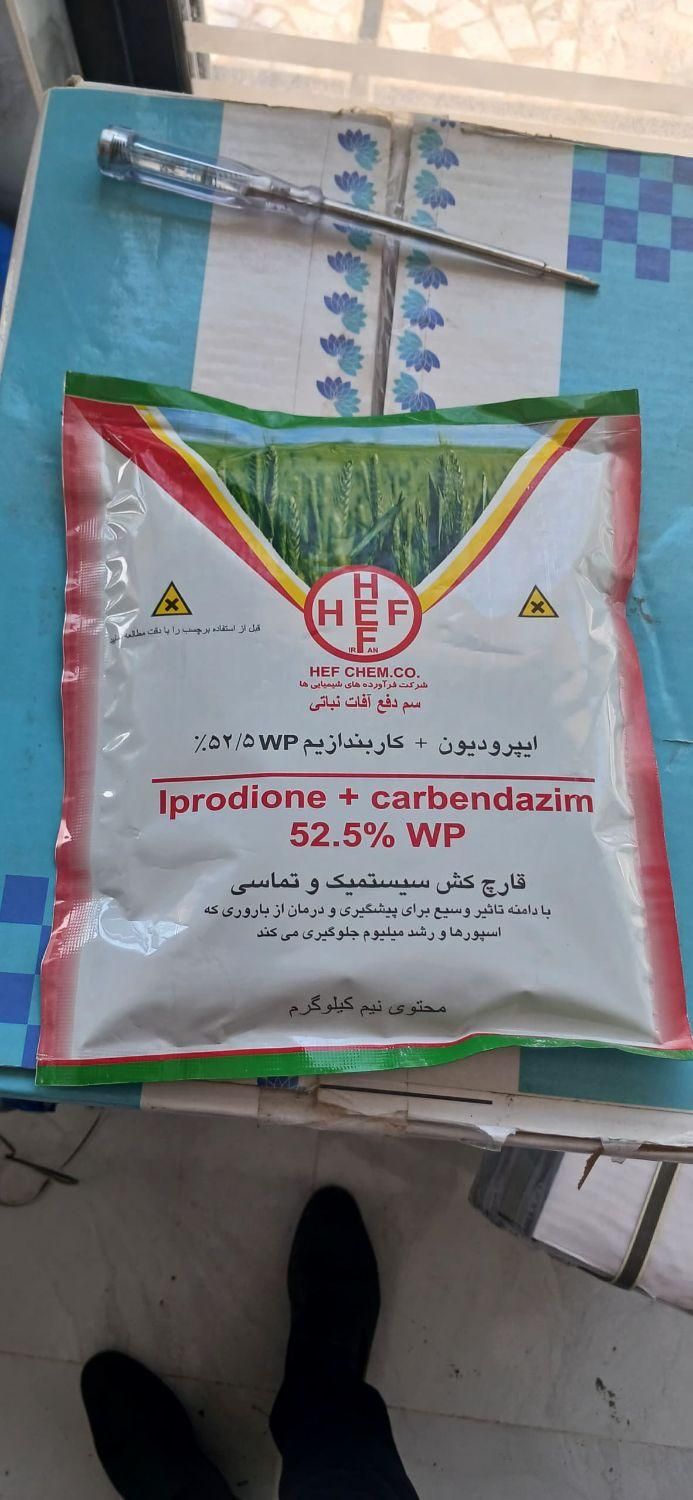 HEF
HEF
IRAN
HEF CHEM.CO.
شرکت فرآورده های شیمیایی ها
سم دفع آفات نباتی
قبل از استفاده برچسب را با دقت مطالعه
ایپرودیون + کاربندازیم WP ۵۲/۵٪
Iprodione + carbendazim
52.5% WP
قارچ کش سیستمیک و تماسی
با دامنه تاثیر وسیع برای پیشگیری و درمان از باروری که
اسپورها و رشد میلیوم جلوگیری می کند
محتوی نیم کیلوگرم